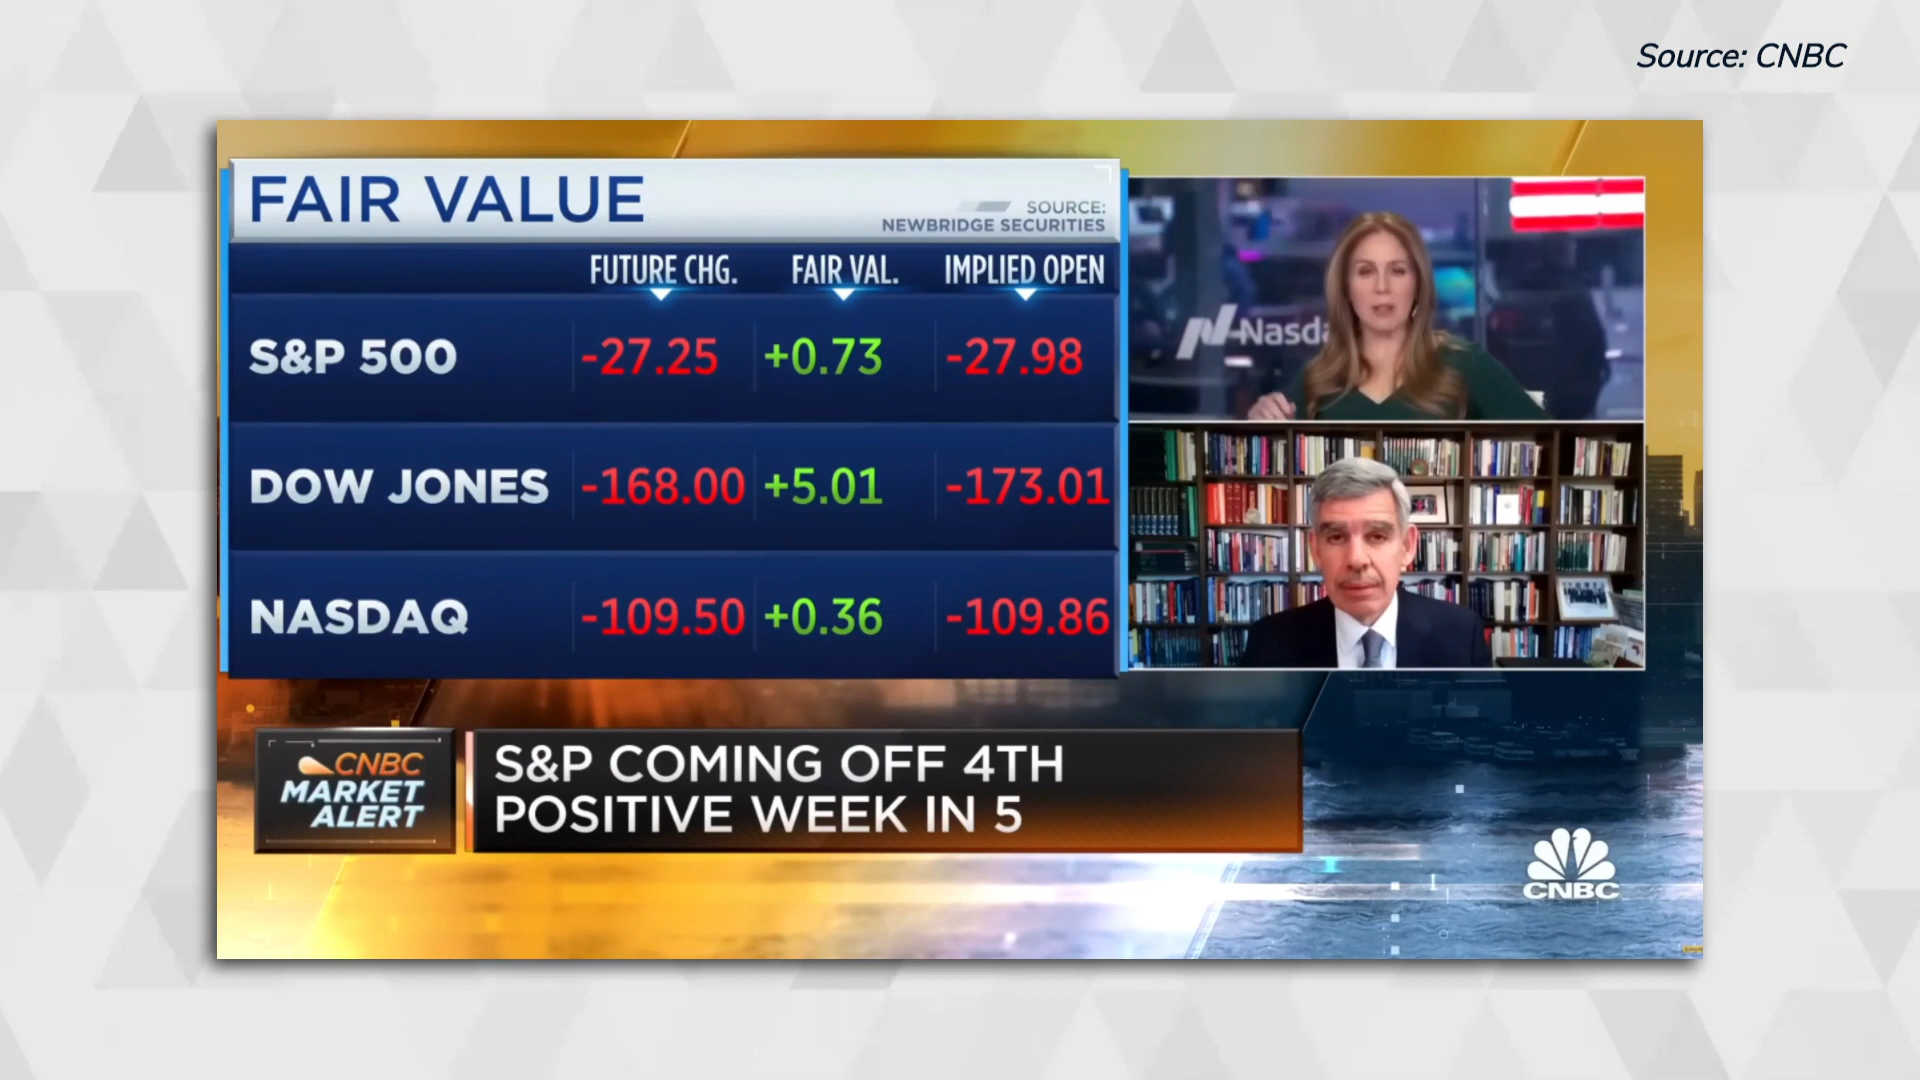 Source: CNBC
FAIR VALUE
SOURCE:
NEWBRIDGE SECURITIES
FUTURE CHG. FAIR VAL. IMPLIED OPEN
S&P 500 -27.25 +0.73 -27.98
DOW JONES -168.00 +5.01 -173.01
NASDAQ -109.50 +0.36 -109.86
Nasda
CNBC
MARKET
ALERT
S&P COMING OFF 4TH
POSITIVE WEEK IN 5
CNBC